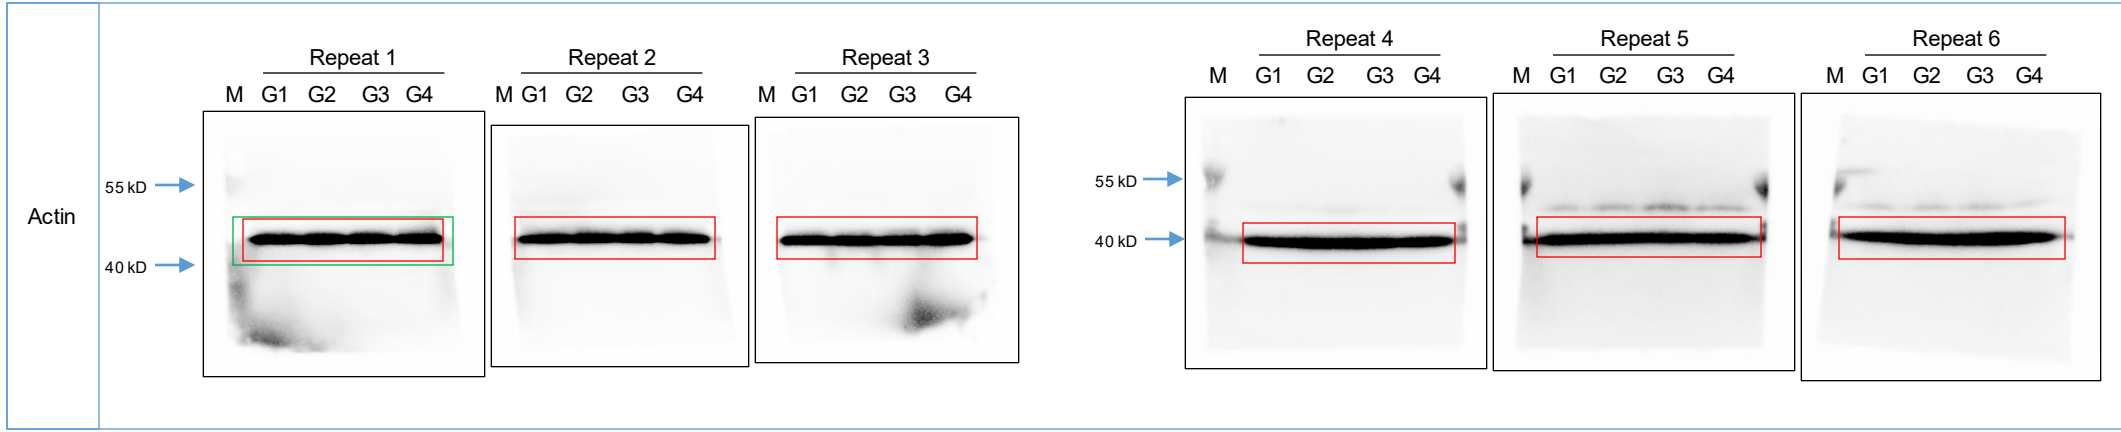 Actin
Repeat 1
M G1 G2 G3 G4
Repeat 2
M G1 G2 G3 G4
Repeat 3
M G1 G2 G3 G4
55 kD
40 kD
Repeat 4
M G1 G2 G3 G4
Repeat 5
M G1 G2 G3 G4
Repeat 6
M G1 G2 G3 G4
55 kD
40 kD